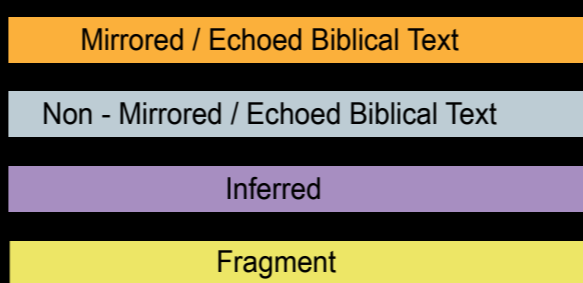 Mirrored / Echoed Biblical Text
Non - Mirrored / Echoed Biblical Text
Inferred
Fragment